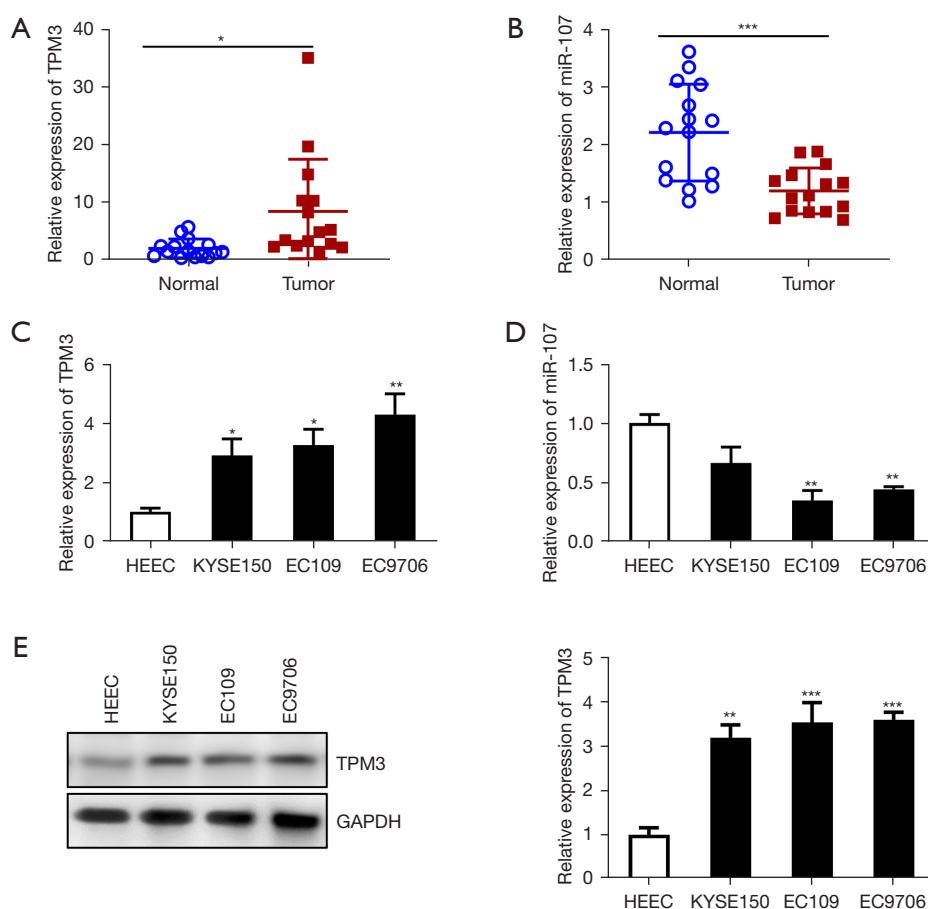 A
Relative expression of TPM3
40
30
20
10
0
*
Normal Tumor
B
Relative expression of miR-107
4
3
2
1
0
***
Normal Tumor
C
Relative expression of TPM3
6
4
2
0
* * **
HEEC KYSE150 EC109 EC9706
D
Relative expression of miR-107
1.5
1.0
0.5
0.0
** **
HEEC KYSE150 EC109 EC9706
E
HEEC KYSE150 EC109 EC9706
TPM3
GAPDH
Relative expression of TPM3
5
4
3
2
1
0
** *** ***
HEEC KYSE150 EC109 EC9706